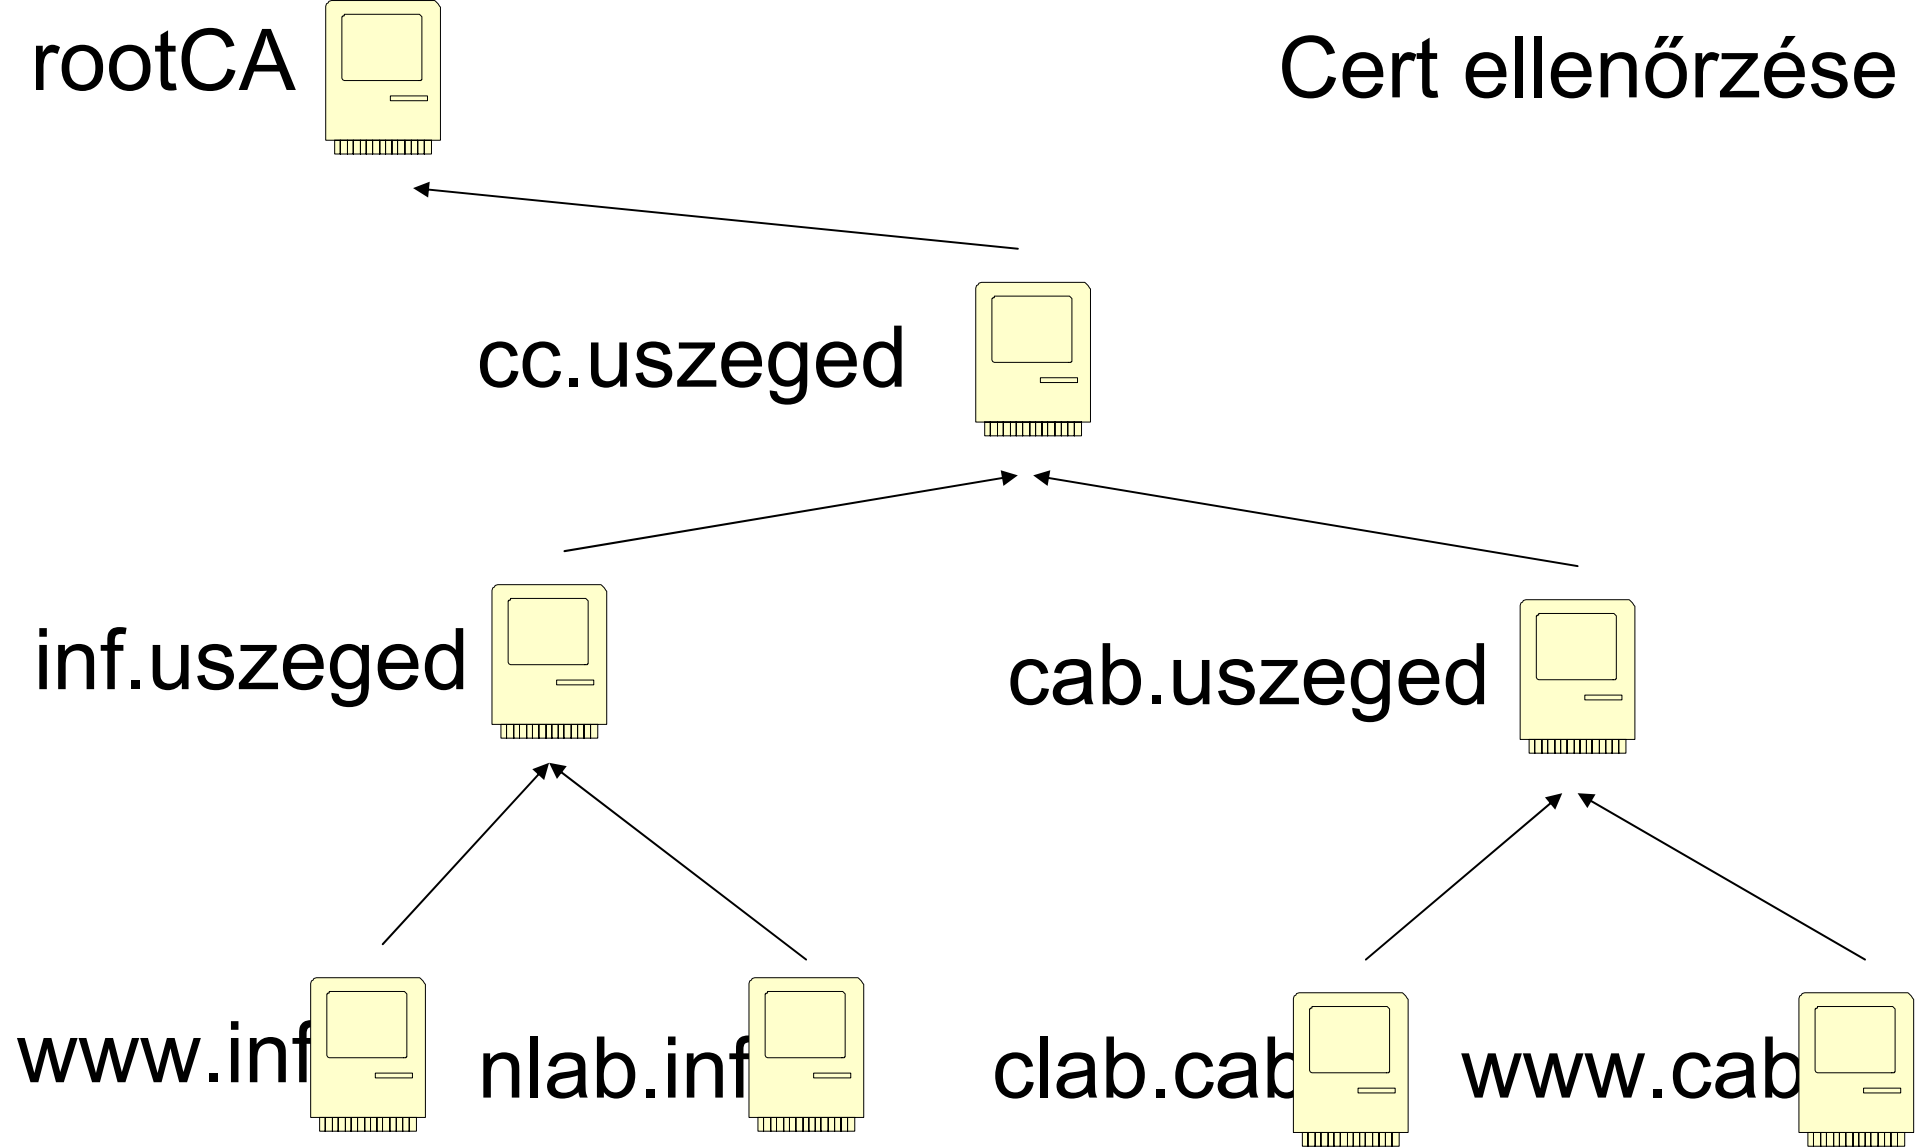 rootCA
Cert ellenőrzése
cc.uszeged
inf.uszeged
cab.uszeged
www.inf
nlab.inf
clab.cab
www.cab